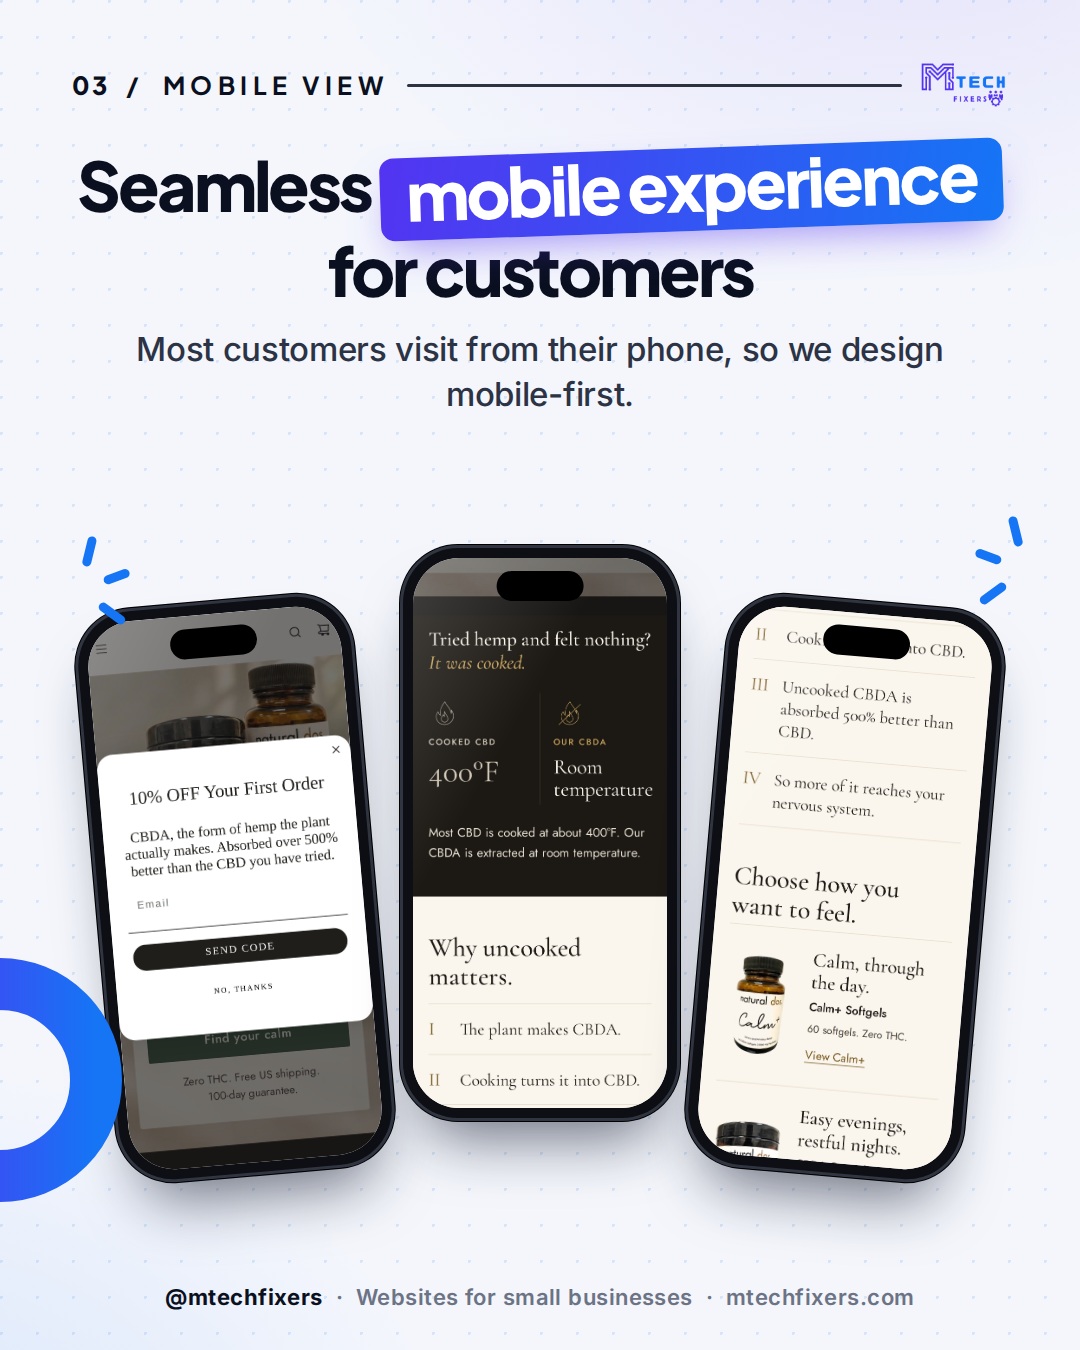 03 / MOBILE VIEW
MTECH
FIXERS
Seamless mobile experience
for customers
Most customers visit from their phone, so we design
mobile-first.
natural
10% OFF Your First Order
CBDA, the form of hemp the plant
actually makes. Absorbed over 500%
better than the CBD you have tried.
Email
SEND CODE
NO, THANKS
Find your calm
Zero THC. Free US shipping.
100-day guarantee.
Tried hemp and felt nothing?
It was cooked.
COOKED CBD
400°F
OUR CBDA
Room
temperature
Most CBD is cooked at about 400°F. Our
CBDA is extracted at room temperature.
Why uncooked
matters.
I The plant makes CBDA.
II Cooking turns it into CBD.
II Cook nto CBD.
III Uncooked CBDA is
absorbed 500% better than
CBD.
IV So more of it reaches your
nervous system.
Choose how you
want to feel.
natural
Calm+
Calm, through
the day.
Calm+ Softgels
60 softgels. Zero THC.
View Calm+
Easy evenings,
restful nights.
@mtechfixers · Websites for small businesses · mtechfixers.com